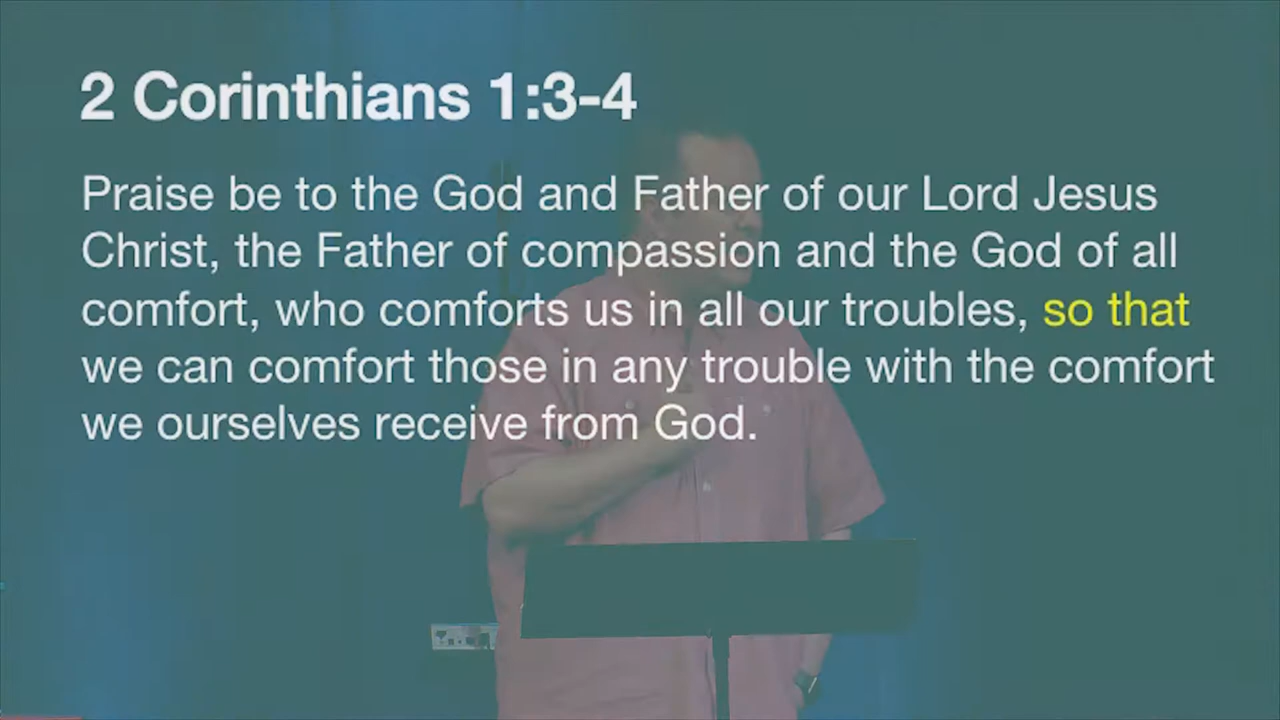 2 Corinthians 1:3-4
Praise be to the God and Father of our Lord Jesus
Christ, the Father of compassion and the God of all
comfort, who comforts us in all our troubles, so that
we can comfort those in any trouble with the comfort
we ourselves receive from God.